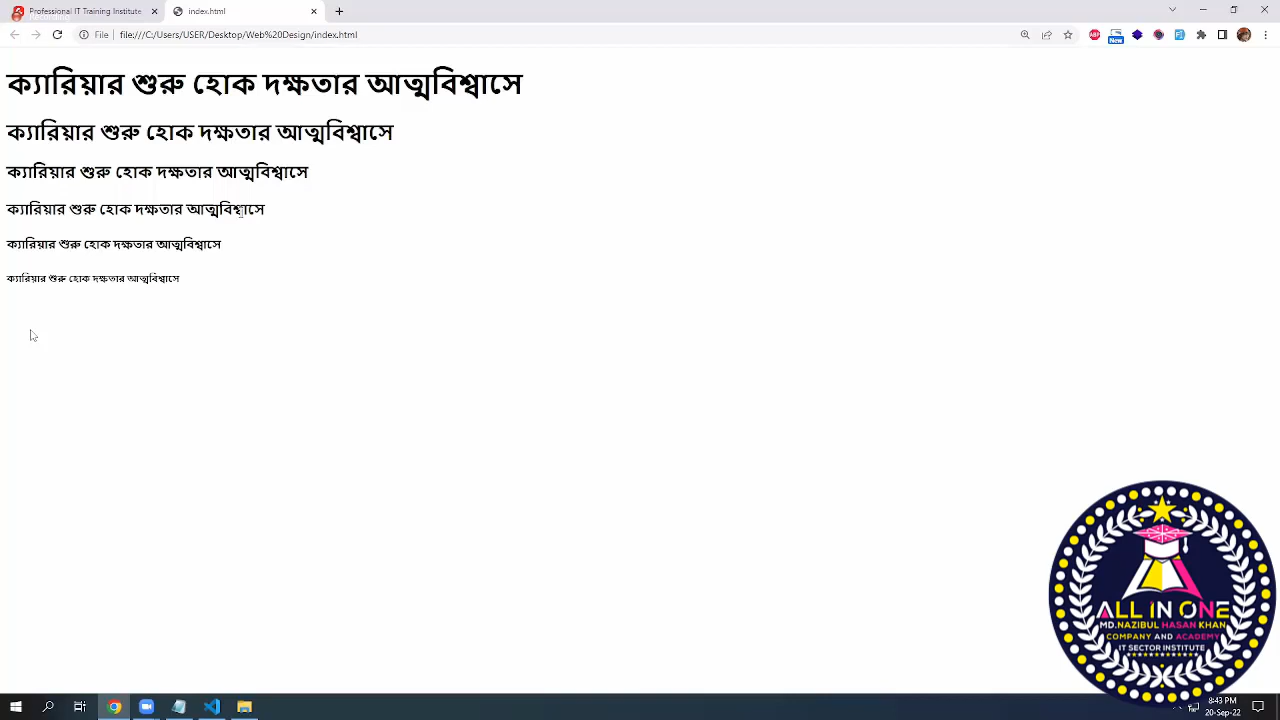 Professional IT Training Institute
Recording
index.html
File
file:///C:/Users/USER/Desktop/Web%20Design/index.html
ABP
New
ক্যারিয়ার শুরু হোক দক্ষতার আত্মবিশ্বাসে
ক্যারিয়ার শুরু হোক দক্ষতার আত্মবিশ্বাসে
ক্যারিয়ার শুরু হোক দক্ষতার আত্মবিশ্বাসে
ক্যারিয়ার শুরু হোক দক্ষতার আত্মবিশ্বাসে
ক্যারিয়ার শুরু হোক দক্ষতার আত্মবিশ্বাসে
ক্যারিয়ার শুরু হোক দক্ষতার আত্মবিশ্বাসে
ALL IN ONE
MD.NAZIBUL HASAN KHAN
COMPANY AND ACADEMY
IT SECTOR INSTITUTE
8:43 PM
20-Sep-22